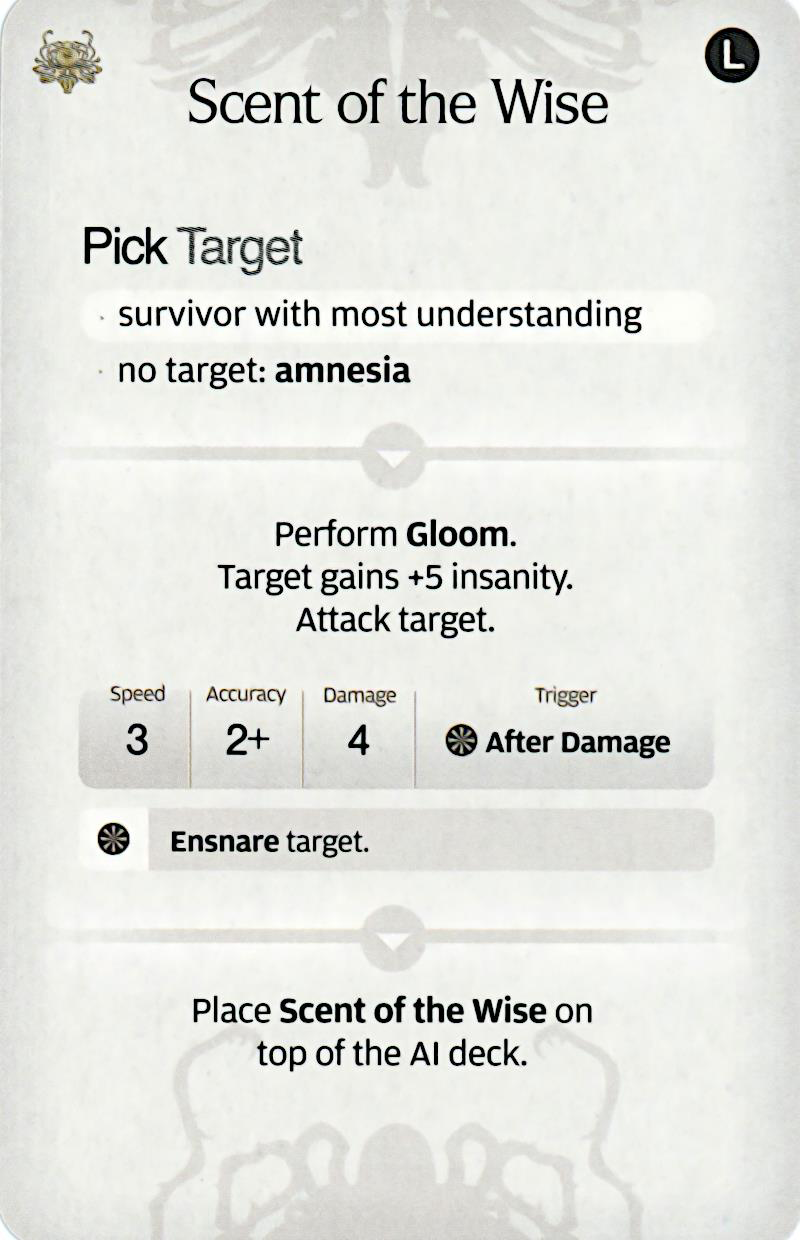 L
Scent of the Wise
Pick Target
· survivor with most understanding
· no target: amnesia
Perform Gloom.
Target gains +5 insanity.
Attack target.
Speed Accuracy Damage Trigger
3 2+ 4 After Damage
Ensnare target.
Place Scent of the Wise on
top of the AI deck.